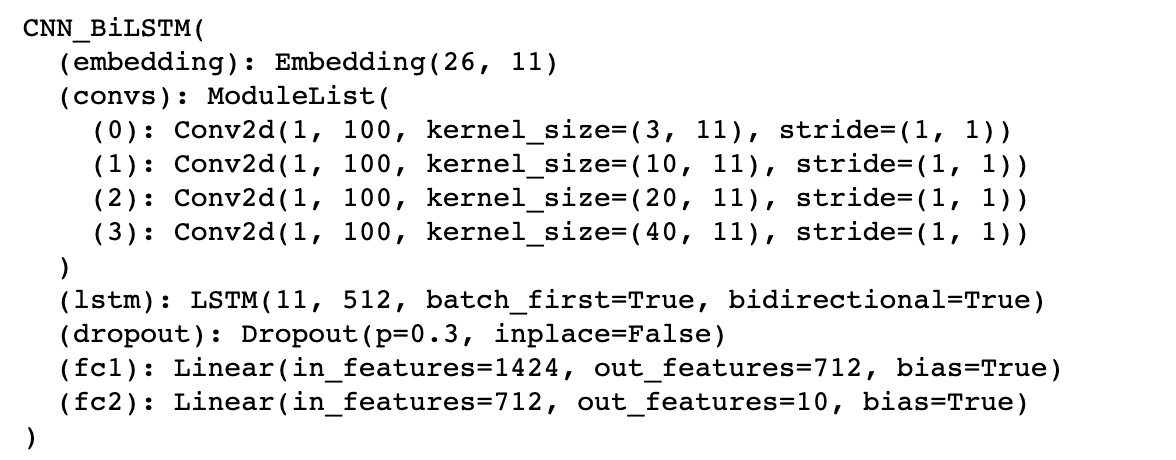 CNN_BiLSTM(
  (embedding): Embedding(26, 11)
  (convs): ModuleList(
    (0): Conv2d(1, 100, kernel_size=(3, 11), stride=(1, 1))
    (1): Conv2d(1, 100, kernel_size=(10, 11), stride=(1, 1))
    (2): Conv2d(1, 100, kernel_size=(20, 11), stride=(1, 1))
    (3): Conv2d(1, 100, kernel_size=(40, 11), stride=(1, 1))
  )
  (lstm): LSTM(11, 512, batch_first=True, bidirectional=True)
  (dropout): Dropout(p=0.3, inplace=False)
  (fc1): Linear(in_features=1424, out_features=712, bias=True)
  (fc2): Linear(in_features=712, out_features=10, bias=True)
)